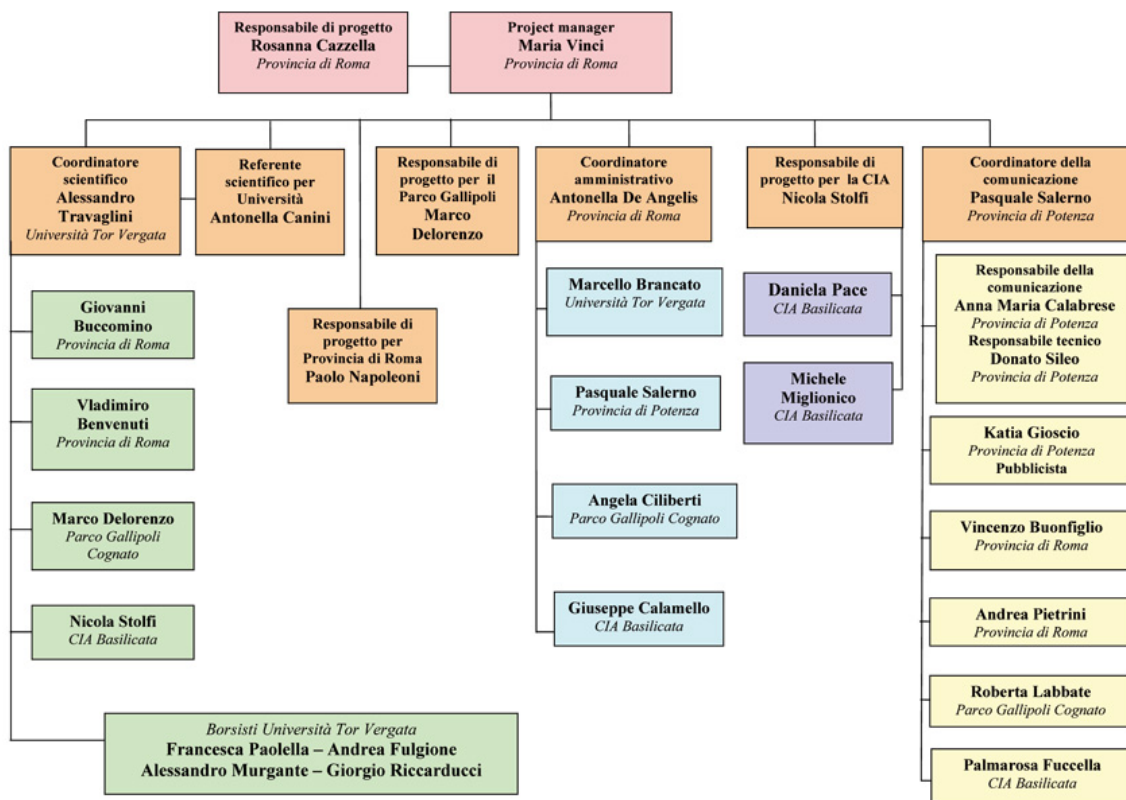 Responsabile di progetto
Rosanna Cazzella
Provincia di Roma
Project manager
Maria Vinci
Provincia di Roma
Coordinatore
scientifico
Alessandro
Travaglini
Università Tor Vergata
Referente
scientifico per
Università
Antonella Canini
Responsabile di
progetto per il
Parco Gallipoli
Marco
Delorenzo
Coordinatore
amministrativo
Antonella De Angelis
Provincia di Roma
Responsabile di
progetto per la CIA
Nicola Stolfi
Coordinatore della
comunicazione
Pasquale Salerno
Provincia di Potenza
Responsabile di
progetto per
Provincia di Roma
Paolo Napoleoni
Giovanni
Buccomino
Provincia di Roma
Vladimiro
Benvenuti
Provincia di Roma
Marco Delorenzo
Parco Gallipoli
Cognato
Nicola Stolfi
CIA Basilicata
Borsisti Università Tor Vergata
Francesca Paolella – Andrea Fulgione
Alessandro Murgante – Giorgio Riccarducci
Marcello Brancato
Università Tor Vergata
Pasquale Salerno
Provincia di Potenza
Angela Ciliberti
Parco Gallipoli Cognato
Giuseppe Calamello
CIA Basilicata
Daniela Pace
CIA Basilicata
Michele
Miglionico
CIA Basilicata
Responsabile della
comunicazione
Anna Maria Calabrese
Provincia di Potenza
Responsabile tecnico
Donato Sileo
Provincia di Potenza
Katia Gioscio
Provincia di Potenza
Pubblicista
Vincenzo Buonfiglio
Provincia di Roma
Andrea Pietrini
Provincia di Roma
Roberta Labbate
Parco Gallipoli Cognato
Palmarosa Fuccella
CIA Basilicata